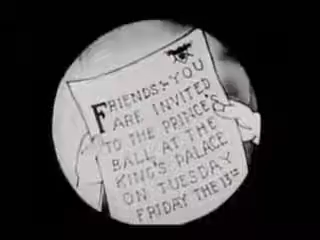 FRIENDS:- YOU
ARE INVITED
TO THE PRINCE'S
BALL AT THE
KING'S PALACE
ON TUESDAY
FRIDAY THE 13TH